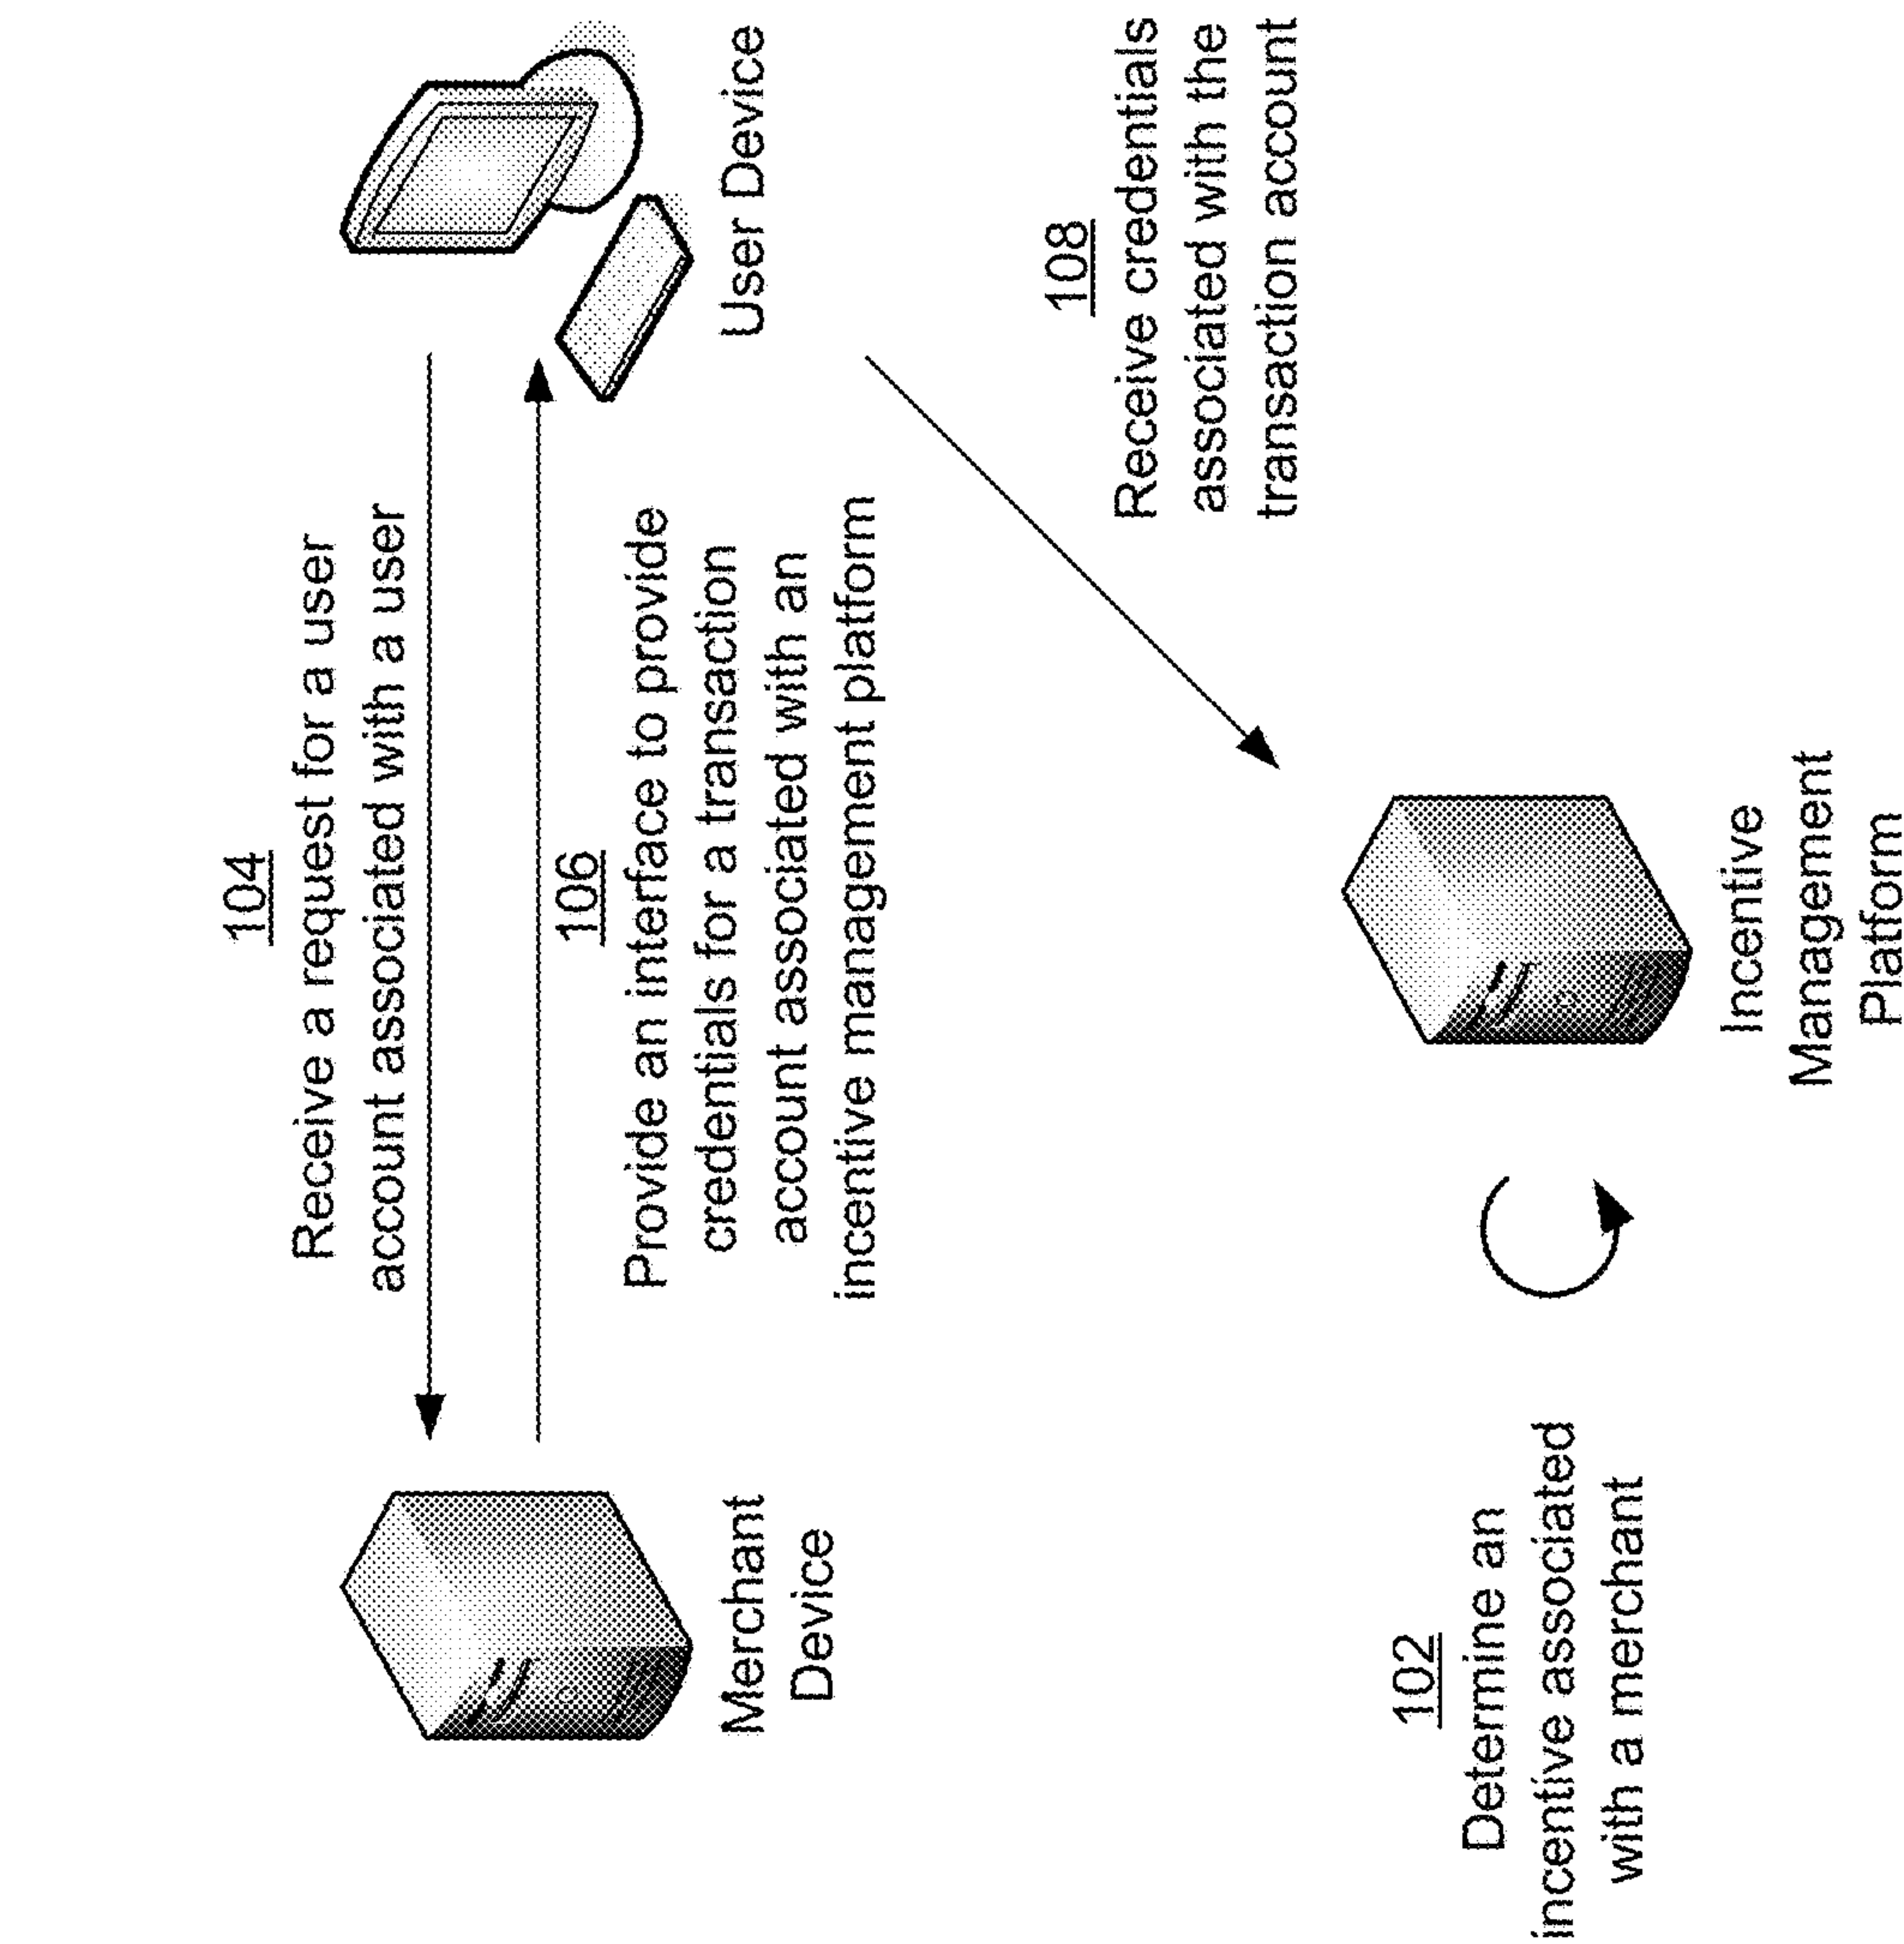 104
Receive a request for a user
account associated with a user
106
Provide an interface to provide
credentials for a transaction
account associated with an
incentive management platform
Merchant
Device
User Device
108
Receive credentials
associated with the
transaction account
102
Determine an
incentive associated
with a merchant
Incentive
Management
Platform